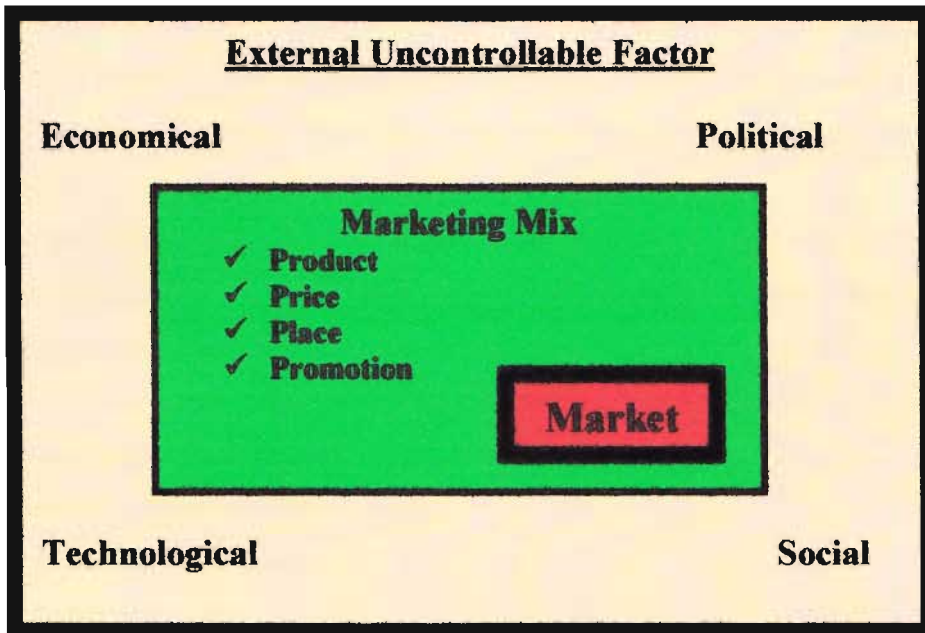 External Uncontrollable Factor
Economical Political
Marketing Mix
✓ Product
✓ Price
✓ Place
✓ Promotion
Market
Technological Social